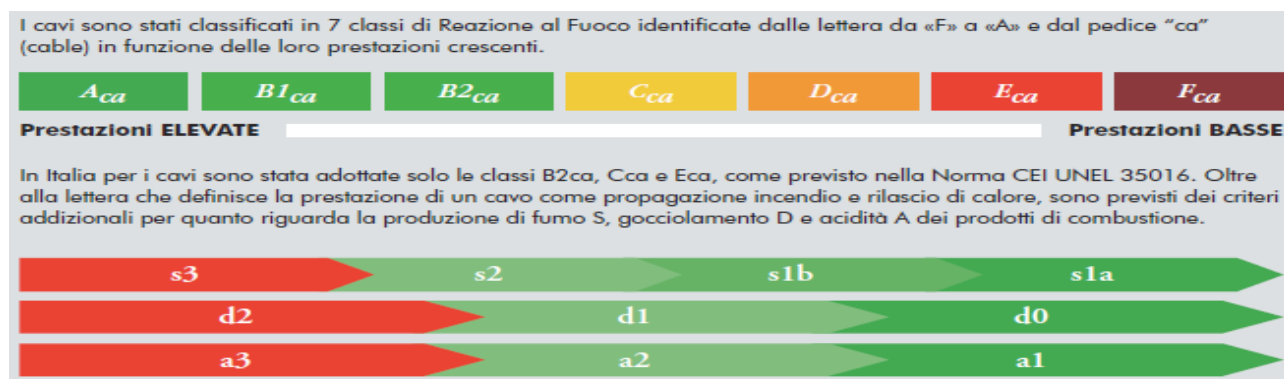 I cavi sono stati classificati in 7 classi di Reazione al Fuoco identificate dalle lettera da «F» a «A» e dal pedice “ca”
(cable) in funzione delle loro prestazioni crescenti.
Aca B1ca B2ca Cca Dca Eca Fca
Prestazioni ELEVATE Prestazioni BASSE
In Italia per i cavi sono stata adottate solo le classi B2ca, Cca e Eca, come previsto nella Norma CEI UNEL 35016. Oltre
alla lettera che definisce la prestazione di un cavo come propagazione incendio e rilascio di calore, sono previsti dei criteri
addizionali per quanto riguarda la produzione di fumo S, gocciolamento D e acidità A dei prodotti di combustione.
s3 s2 s1b s1a
d2 d1 d0
a3 a2 a1